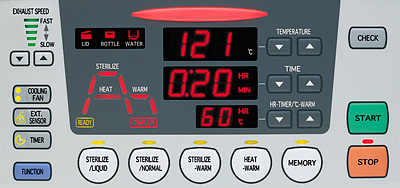 EXHAUST SPEED
FAST
SLOW
LID BOTTLE WATER
STERILIZE
HEAT WARM
READY
121 °C
TEMPERATURE
0:20 HR MIN
TIME
60 °C
HR-TIMER/°C-WARM
CHECK
COOLING FAN
EXT. SENSOR
TIMER
FUNCTION
STERILIZE /LIQUID
STERILIZE /NORMAL
STERILIZE -WARM
HEAT -WARM
MEMORY
START
STOP